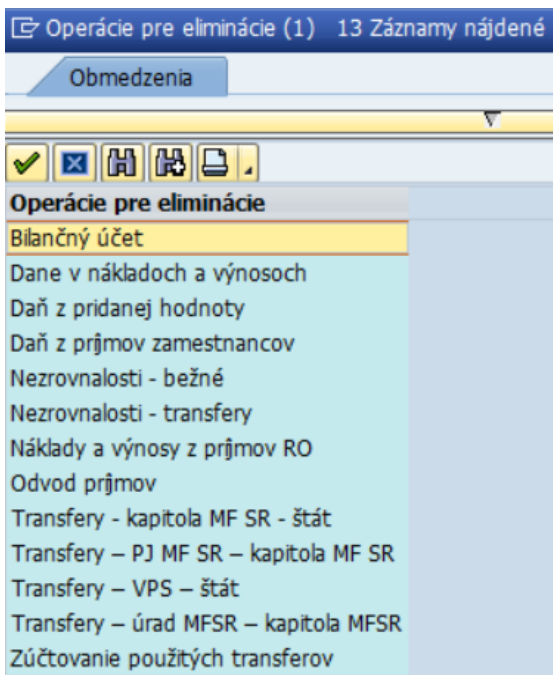 Operácie pre eliminácie (1) 13 Záznamy nájdené
Obmedzenia
Operácie pre eliminácie
Bilančný účet
Dane v nákladoch a výnosoch
Daň z pridanej hodnoty
Daň z príjmov zamestnancov
Nezrovnalosti - bežné
Nezrovnalosti - transfery
Náklady a výnosy z príjmov RO
Odvod príjmov
Transfery - kapitola MF SR - štát
Transfery – PJ MF SR – kapitola MF SR
Transfery – VPS – štát
Transfery – úrad MFSR – kapitola MFSR
Zúčtovanie použitých transferov